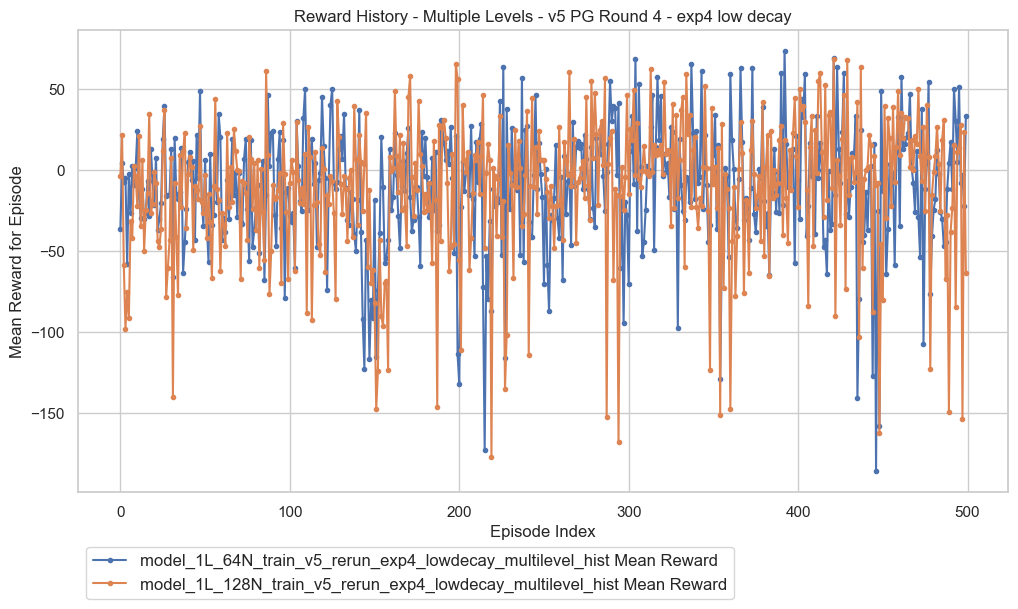 Reward History - Multiple Levels - v5 PG Round 4 - exp4 low decay
Mean Reward for Episode
50
0
−50
−100
−150
0
100
200
300
400
500
Episode Index
model_1L_64N_train_v5_rerun_exp4_lowdecay_multilevel_hist Mean Reward
model_1L_128N_train_v5_rerun_exp4_lowdecay_multilevel_hist Mean Reward